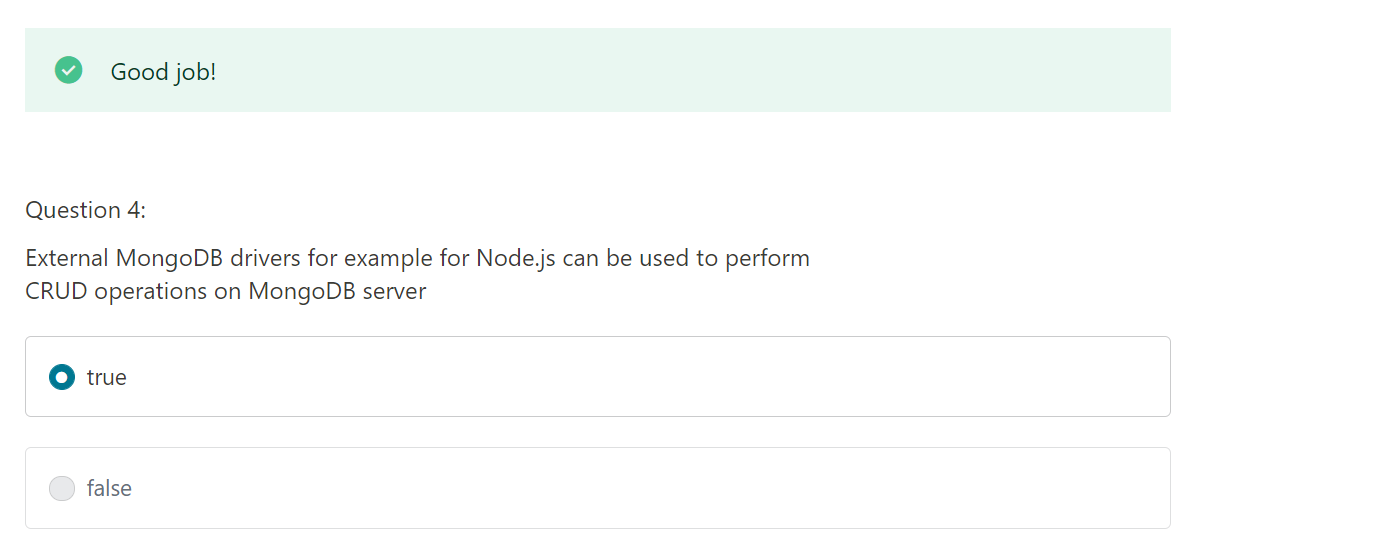 Good job!
Question 4:
External MongoDB drivers for example for Node.js can be used to perform
CRUD operations on MongoDB server
true
false